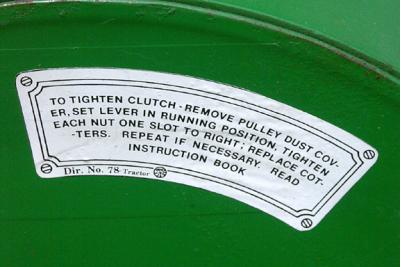 TO TIGHTEN CLUTCH - REMOVE PULLEY DUST COV-
ER, SET LEVER IN RUNNING POSITION, TIGHTEN
EACH NUT ONE SLOT TO RIGHT; REPLACE COT-
-TERS. REPEAT IF NECESSARY. READ
INSTRUCTION BOOK
Dir. No. 78-Tractor